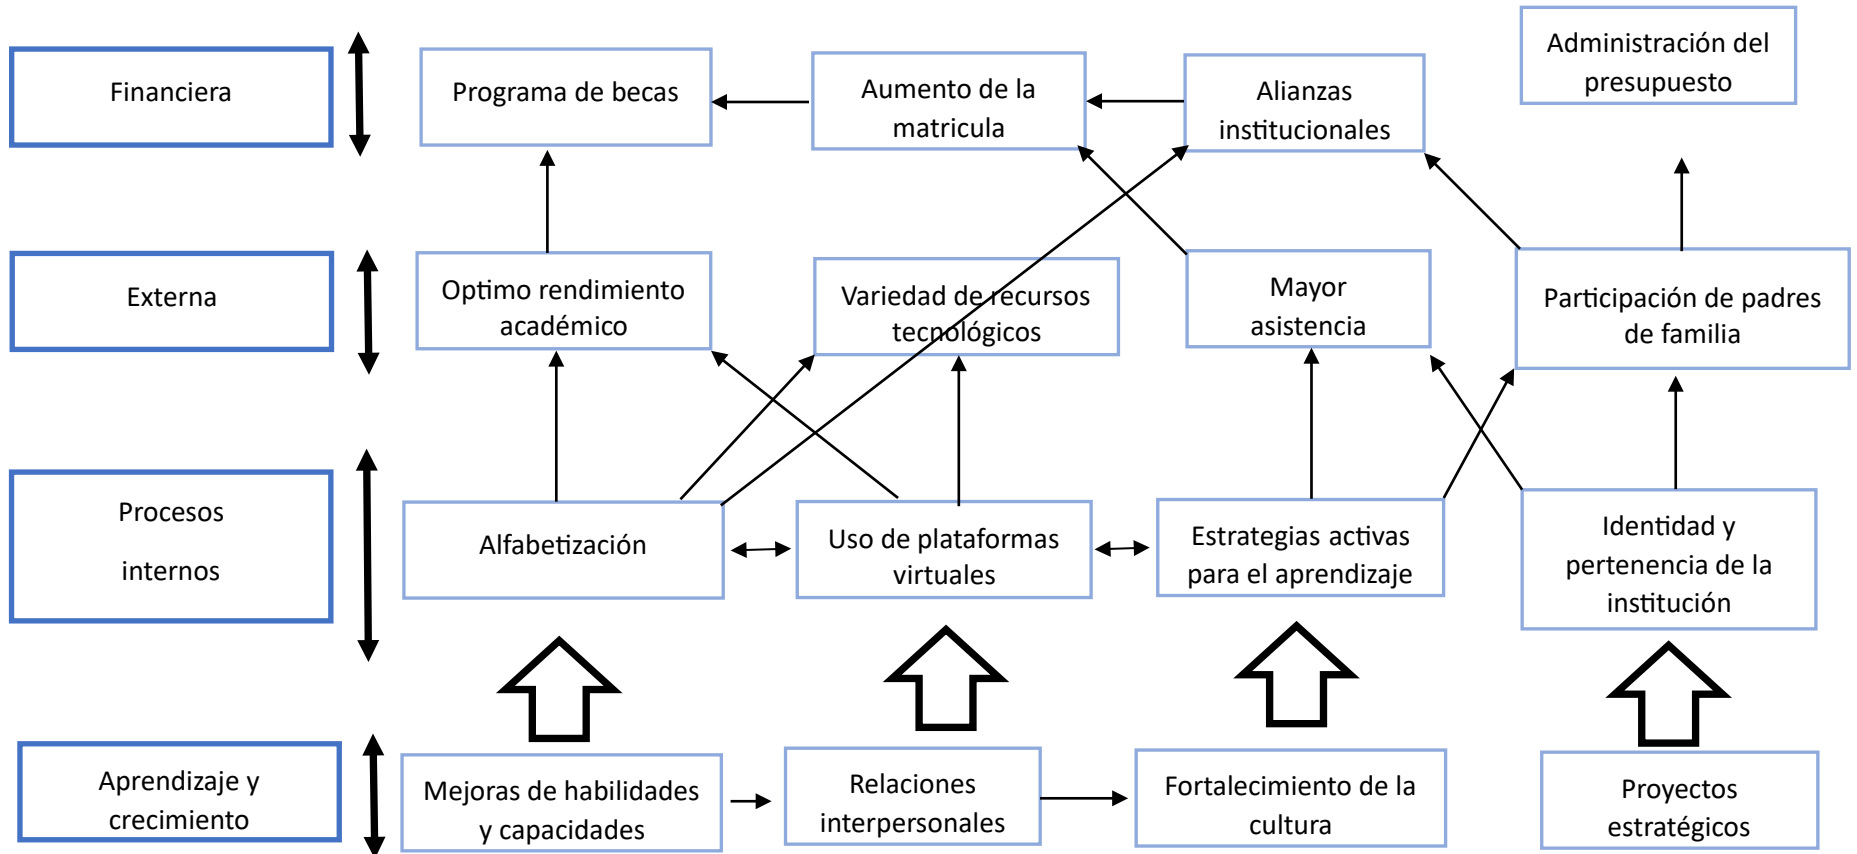 Financiera
Programa de becas
Aumento de la
matricula
Alianzas
institucionales
Administración del
presupuesto
Externa
Optimo rendimiento
académico
Variedad de recursos
tecnológicos
Mayor
asistencia
Participación de padres
de familia
Procesos
internos
Alfabetización
Uso de plataformas
virtuales
Estrategias activas
para el aprendizaje
Identidad y
pertenencia de la
institución
Aprendizaje y
crecimiento
Mejoras de habilidades
y capacidades
Relaciones
interpersonales
Fortalecimiento de la
cultura
Proyectos
estratégicos